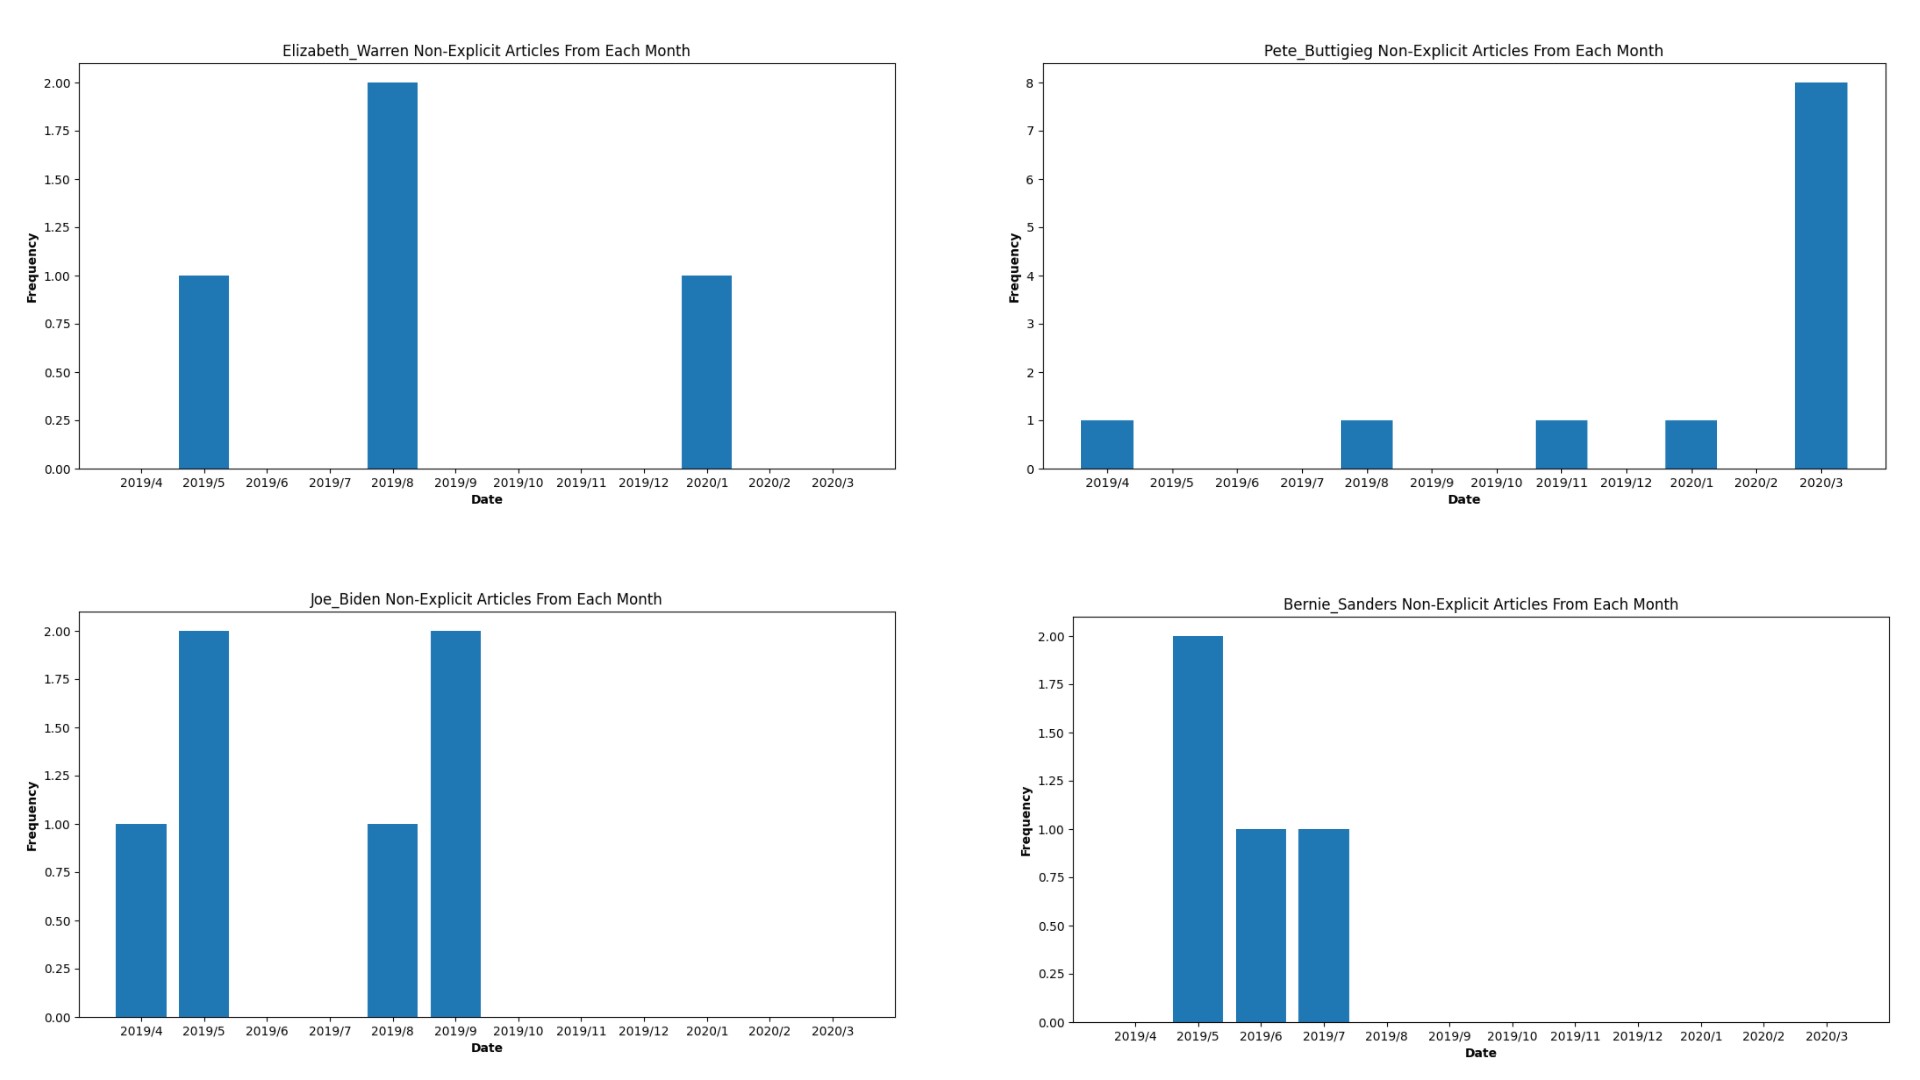 Elizabeth_Warren Non-Explicit Articles From Each Month
2.00
1.75
1.50
1.25
1.00
0.75
0.50
0.25
0.00
Frequency
2019/4 2019/5 2019/6 2019/7 2019/8 2019/9 2019/10 2019/11 2019/12 2020/1 2020/2 2020/3
Date
Pete_Buttigieg Non-Explicit Articles From Each Month
8
7
6
5
4
3
2
1
0
Frequency
2019/4 2019/5 2019/6 2019/7 2019/8 2019/9 2019/10 2019/11 2019/12 2020/1 2020/2 2020/3
Date
Joe_Biden Non-Explicit Articles From Each Month
2.00
1.75
1.50
1.25
1.00
0.75
0.50
0.25
0.00
Frequency
2019/4 2019/5 2019/6 2019/7 2019/8 2019/9 2019/10 2019/11 2019/12 2020/1 2020/2 2020/3
Date
Bernie_Sanders Non-Explicit Articles From Each Month
2.00
1.75
1.50
1.25
1.00
0.75
0.50
0.25
0.00
Frequency
2019/4 2019/5 2019/6 2019/7 2019/8 2019/9 2019/10 2019/11 2019/12 2020/1 2020/2 2020/3
Date